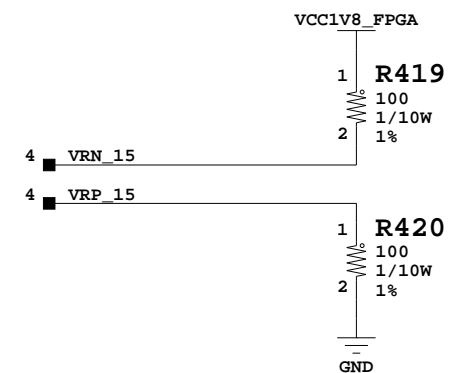 VCC1V8_FPGA
1 R419
100
1/10W
2 1%
4 VRN_15
4 VRP_15
1 R420
100
1/10W
2 1%
GND